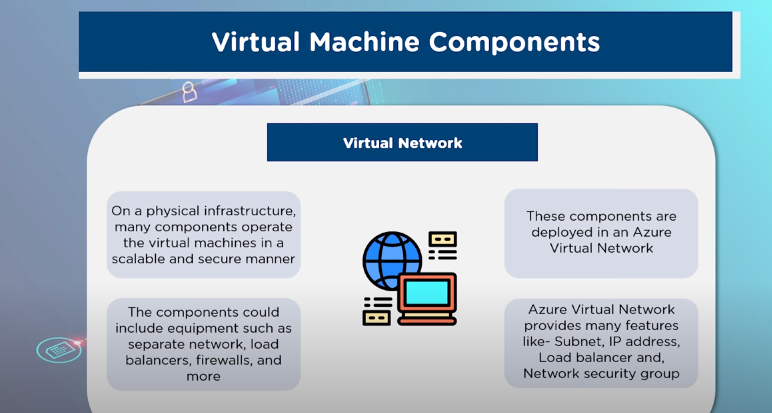 Virtual Machine Components
Virtual Network
On a physical infrastructure,
many components operate
the virtual machines in a
scalable and secure manner
The components could
include equipment such as
separate network, load
balancers, firewalls, and
more
These components are
deployed in an Azure
Virtual Network
Azure Virtual Network
provides many features
like- Subnet, IP address,
Load balancer and,
Network security group